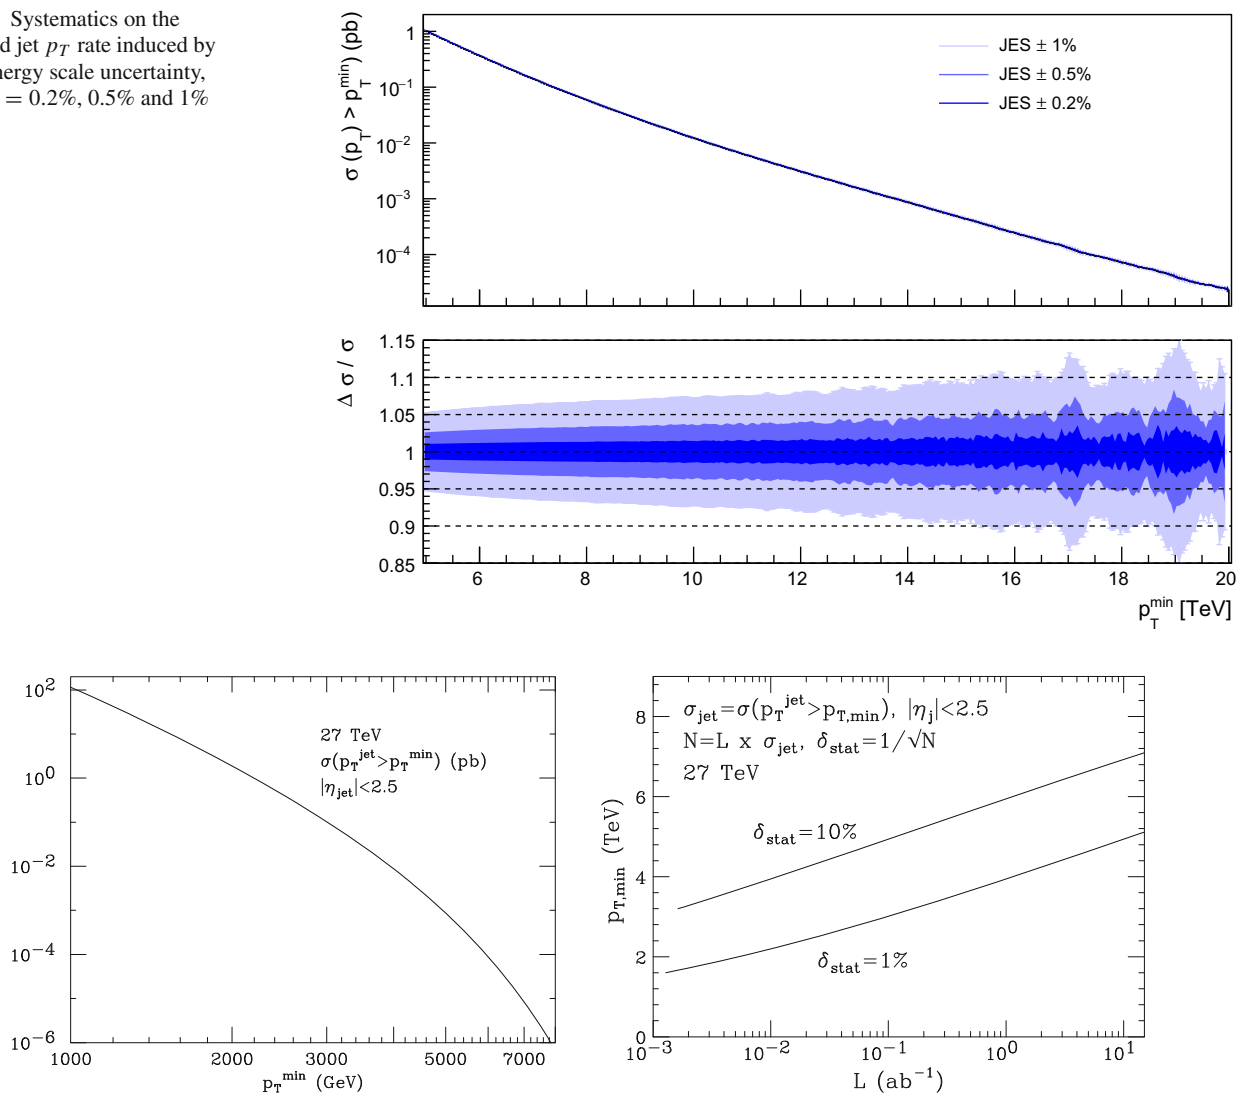 Systematics on the
d jet p_T rate induced by
nergy scale uncertainty,
= 0.2%, 0.5% and 1%
σ (p_T) > p_T^min) (pb)
1
10^−1
10^−2
10^−3
10^−4
JES ± 1%
JES ± 0.5%
JES ± 0.2%
Δ σ / σ
1.15
1.1
1.05
1
0.95
0.9
0.85
6 8 10 12 14 16 18 20
p_T^min [TeV]
10^2
10^0
10^−2
10^−4
10^−6
27 TeV
σ(p_T^jet>p_T^min) (pb)
|η_jet|<2.5
1000 2000 3000 5000 7000
p_T^min (GeV)
σ_jet=σ(p_T^jet>p_T,min), |η_j|<2.5
N=L x σ_jet, δ_stat=1/√N
27 TeV
p_T,min (TeV)
8
6
4
2
0
δ_stat=10%
δ_stat=1%
10^−3 10^−2 10^−1 10^0 10^1
L (ab^−1)